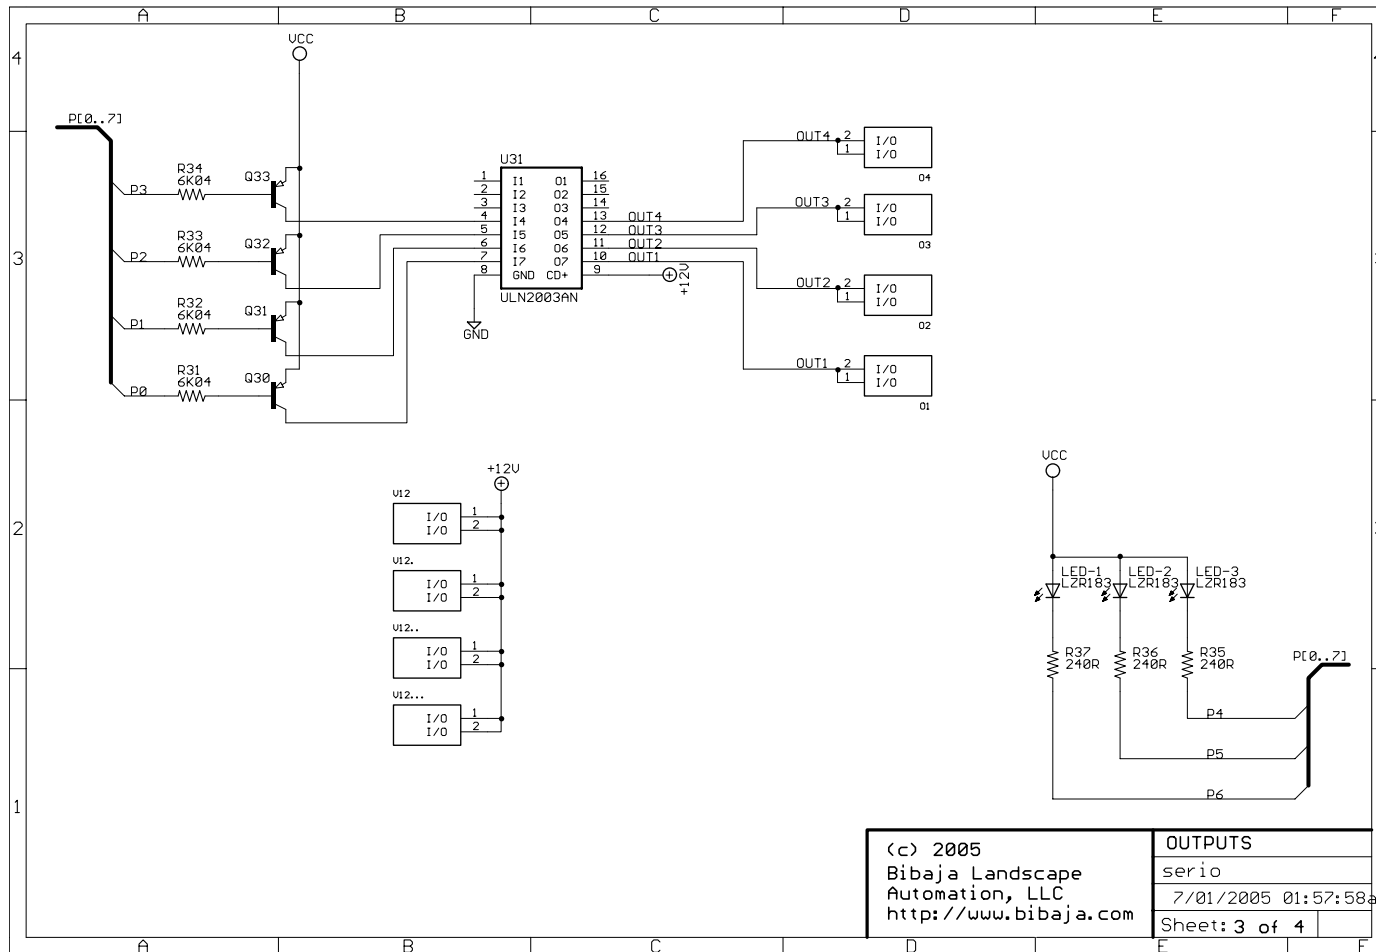 A B C D E F
4
VCC
P[0..7]
R34
6K04
Q33
P3
R33
6K04
Q32
P2
R32
6K04
Q31
P1
R31
6K04
Q30
P0
3
U31
1 I1 O1 16
2 I2 O2 15
3 I3 O3 14
4 I4 O4 13 OUT4
5 I5 O5 12 OUT3
6 I6 O6 11 OUT2
7 I7 O7 10 OUT1
8 GND CD+ 9 +12V
ULN2003AN
GND
OUT4 2 I/O
1 I/O
O4
OUT3 2 I/O
1 I/O
O3
OUT2 2 I/O
1 I/O
O2
OUT1 2 I/O
1 I/O
O1
2
+12V
V12
I/O 1
I/O 2
V12.
I/O 1
I/O 2
V12..
I/O 1
I/O 2
V12...
I/O 1
I/O 2
VCC
LED-1
LZR183
LED-2
LZR183
LED-3
LZR183
R37
240R
R36
240R
R35
240R
P[0..7]
P4
P5
P6
1
(c) 2005
Bibaja Landscape
Automation, LLC
http://www.bibaja.com
OUTPUTS
serio
7/01/2005 01:57:58a
Sheet: 3 of 4
A B C D E F